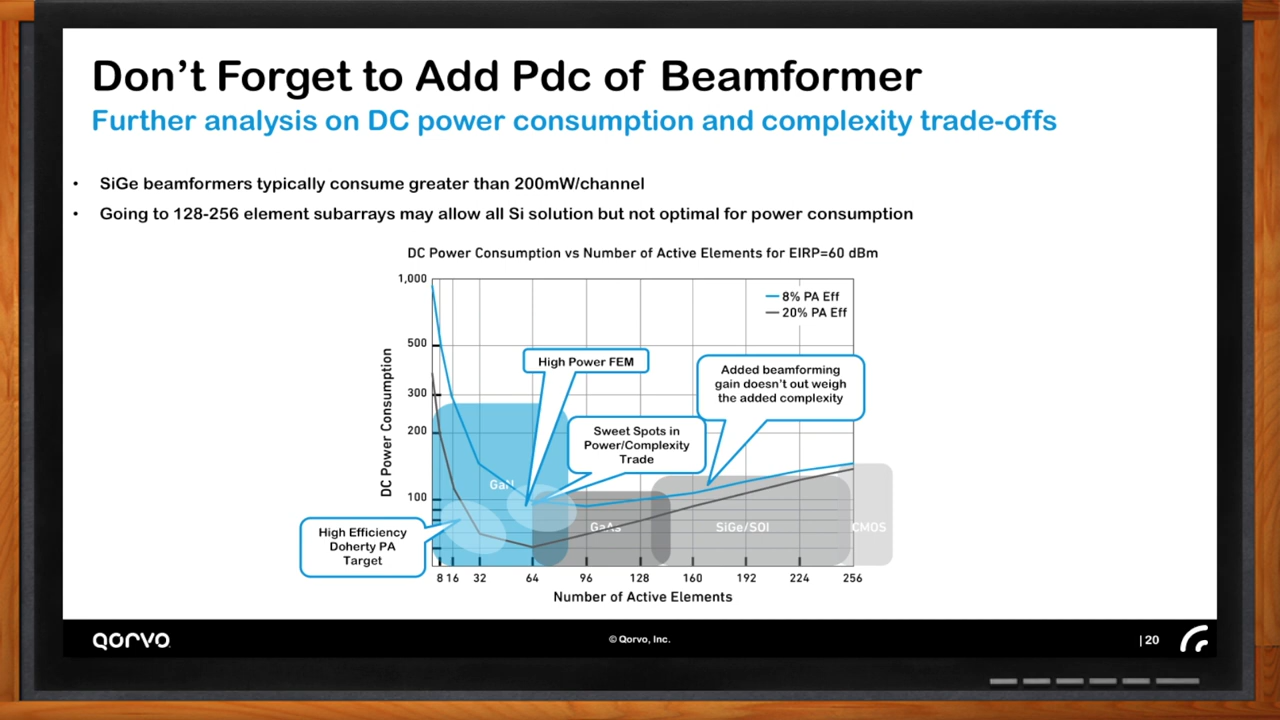 Don't Forget to Add Pdc of Beamformer
Further analysis on DC power consumption and complexity trade-offs
• SiGe beamformers typically consume greater than 200mW/channel
• Going to 128-256 element subarrays may allow all Si solution but not optimal for power consumption
DC Power Consumption vs Number of Active Elements for EIRP=60 dBm
1,000
500
300
200
100
DC Power Consumption
8% PA Eff
20% PA Eff
High Power FEM
Added beamforming
gain doesn't out weigh
the added complexity
Sweet Spots in
Power/Complexity
Trade
High Efficiency
Doherty PA
Target
GaN
GaAs
SiGe/SOI
CMOS
8 16 32 64 96 128 160 192 224 256
Number of Active Elements
QORVO
© Qorvo, Inc.
| 20